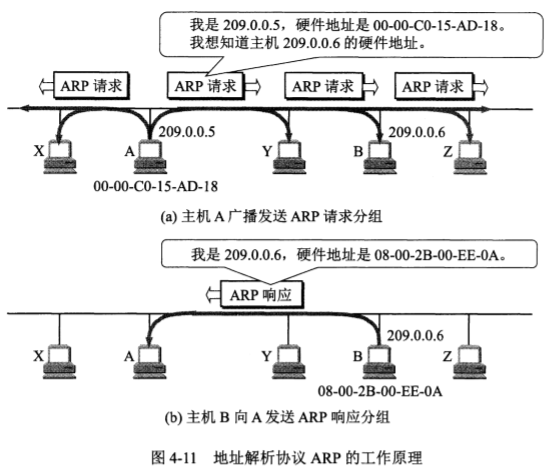 我是 209.0.0.5，硬件地址是 00-00-C0-15-AD-18。
我想知道主机 209.0.0.6 的硬件地址。
ARP 请求
ARP 请求
ARP 请求
ARP 请求
209.0.0.5
209.0.0.6
X
A
Y
B
Z
00-00-C0-15-AD-18
(a) 主机 A 广播发送 ARP 请求分组
我是 209.0.0.6，硬件地址是 08-00-2B-00-EE-0A。
ARP 响应
209.0.0.6
X
A
Y
B
Z
08-00-2B-00-EE-0A
(b) 主机 B 向 A 发送 ARP 响应分组
图 4-11 地址解析协议 ARP 的工作原理